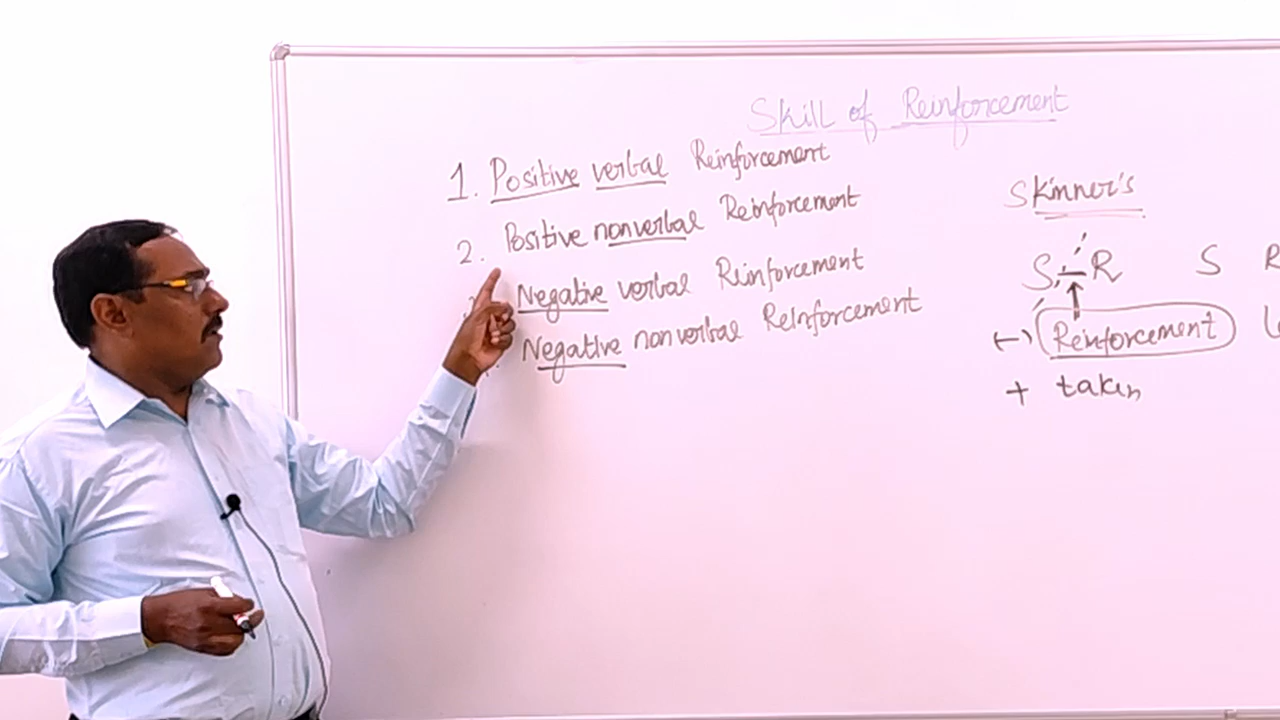 Skill of Reinforcement
1. Positive verbal Reinforcement
2. Positive nonverbal Reinforcement
Negative verbal Reinforcement
Negative nonverbal Reinforcement
Skinner's
S - R S R
(-) Reinforcement
+ taken